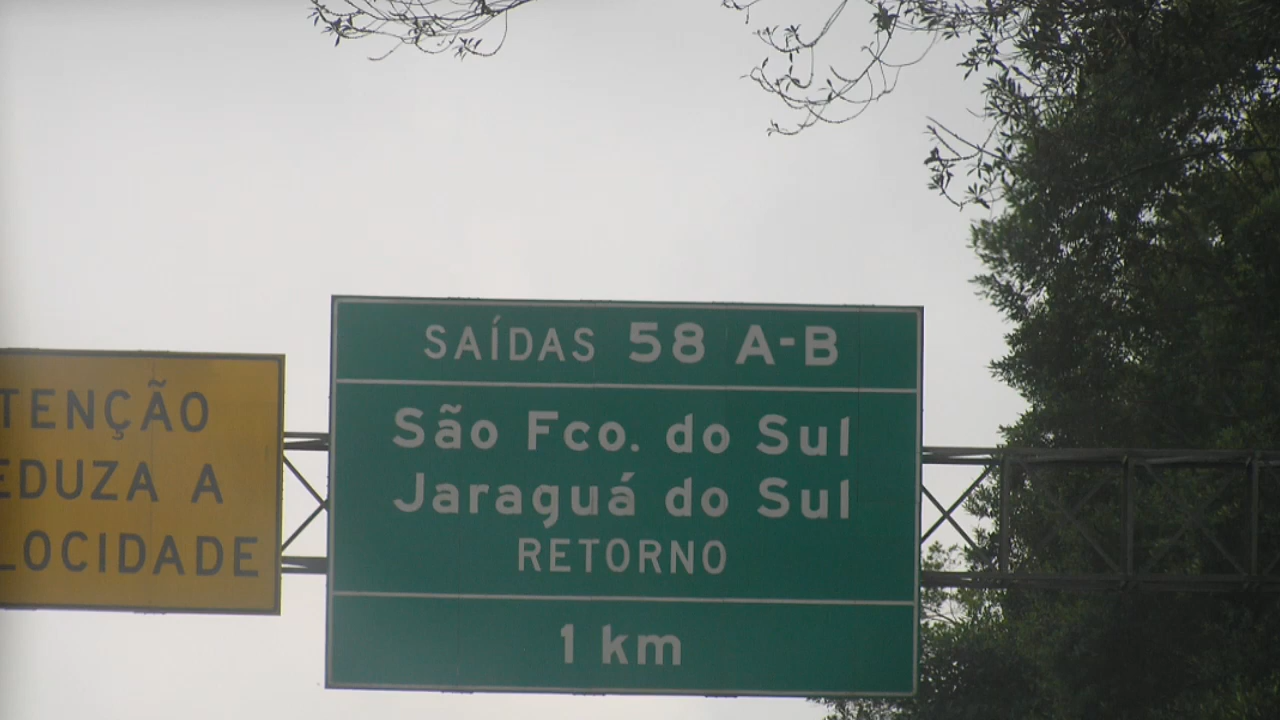 TENÇÃO
EDUZA A
LOCIDADE
SAÍDAS 58 A-B
São Fco. do Sul
Jaraguá do Sul
RETORNO
1 km